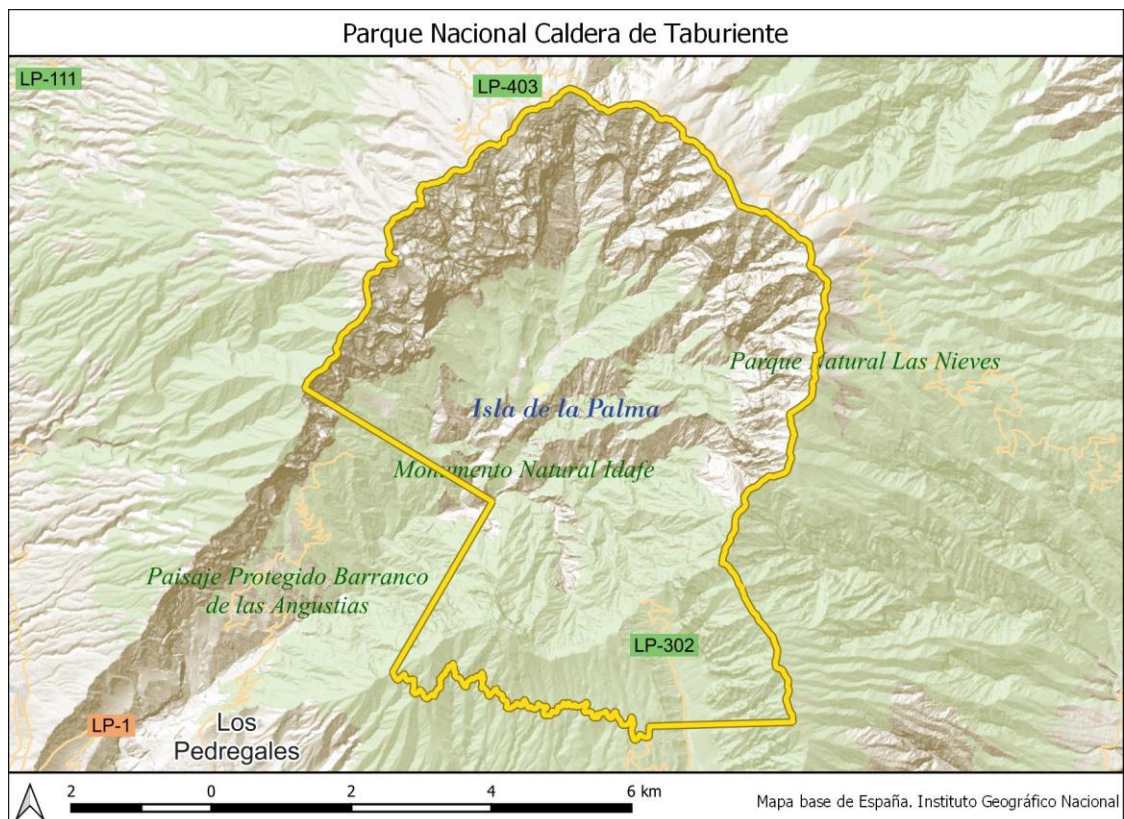 Parque Nacional Caldera de Taburiente
LP-111
LP-403
Parque Natural Las Nieves
Isla de la Palma
Monumento Natural Idafe
Paisaje Protegido Barranco
de las Angustias
LP-302
LP-1
Los
Pedregales
2 0 2 4 6 km
Mapa base de España. Instituto Geográfico Nacional